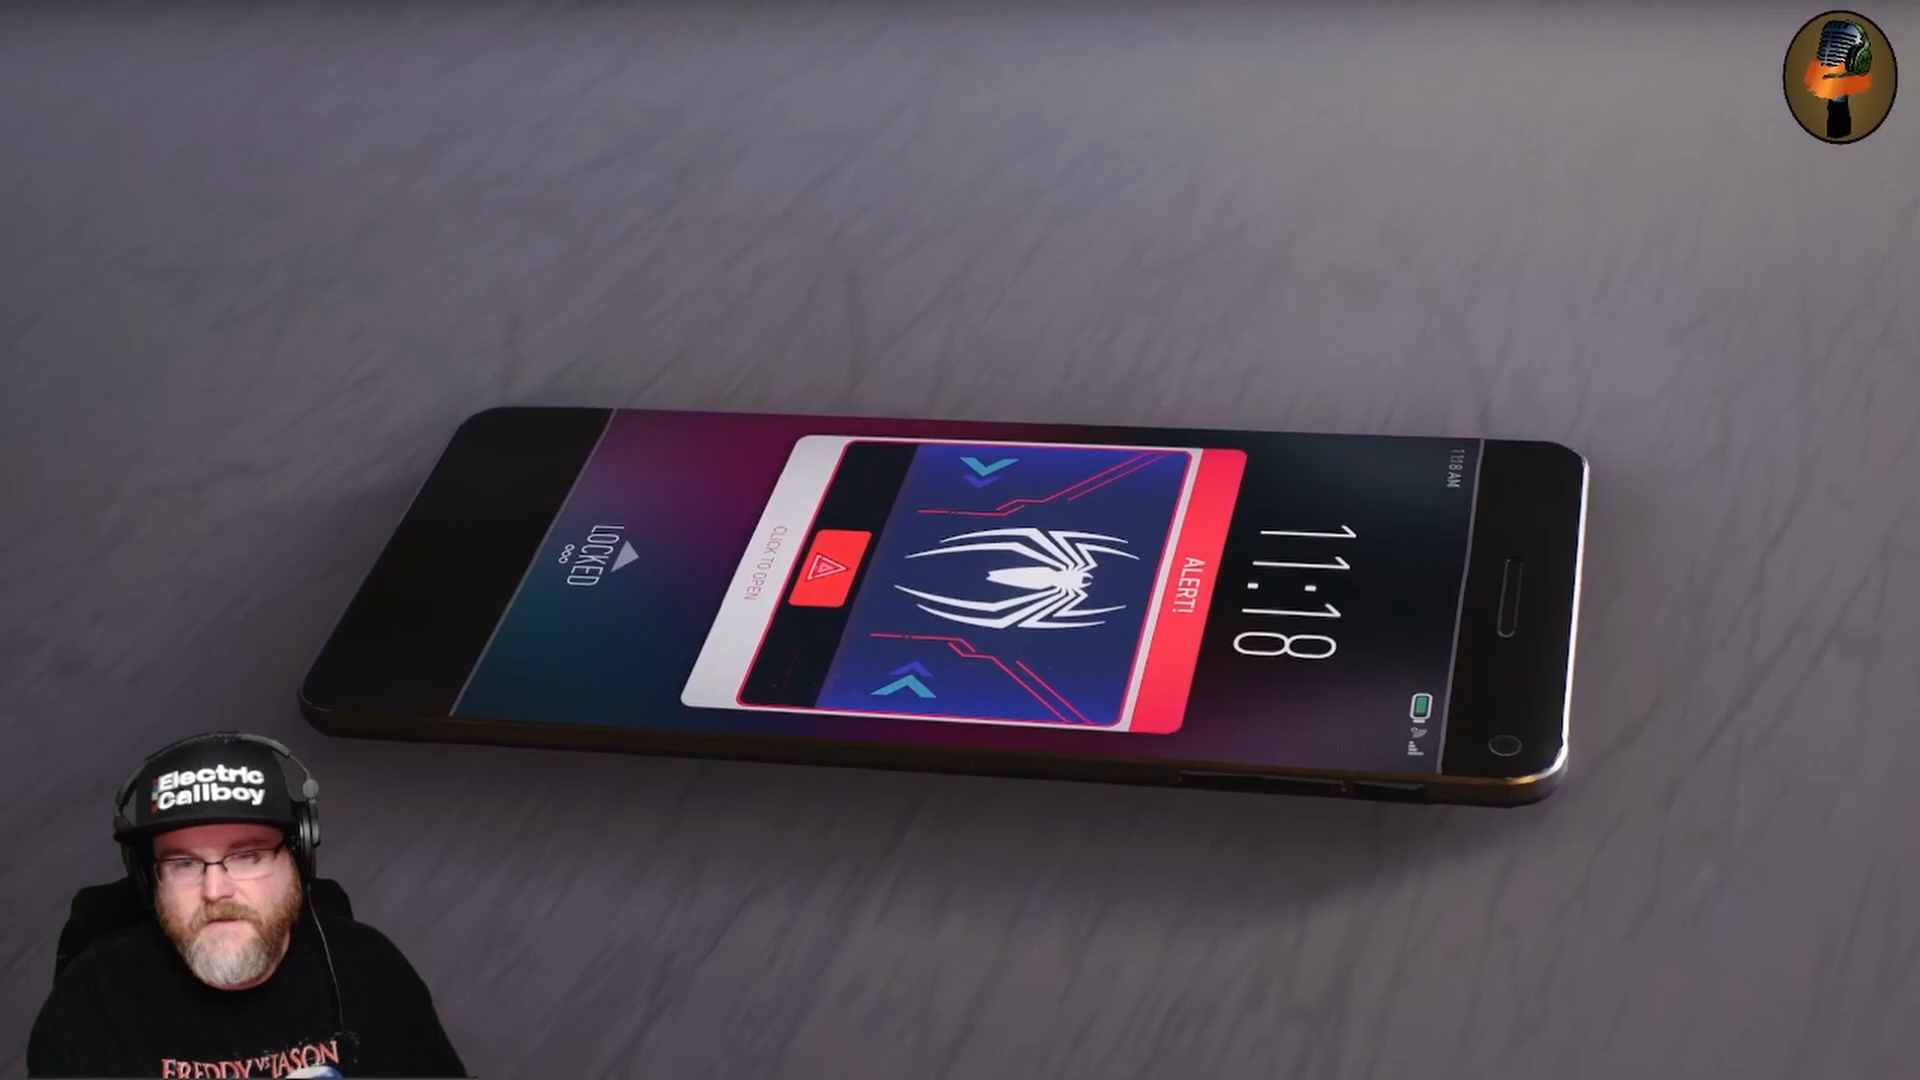 11:18 AM
11:18
ALERT!
CLICK TO OPEN
LOCKED
Electric
Callboy
FREDDY VS JASON